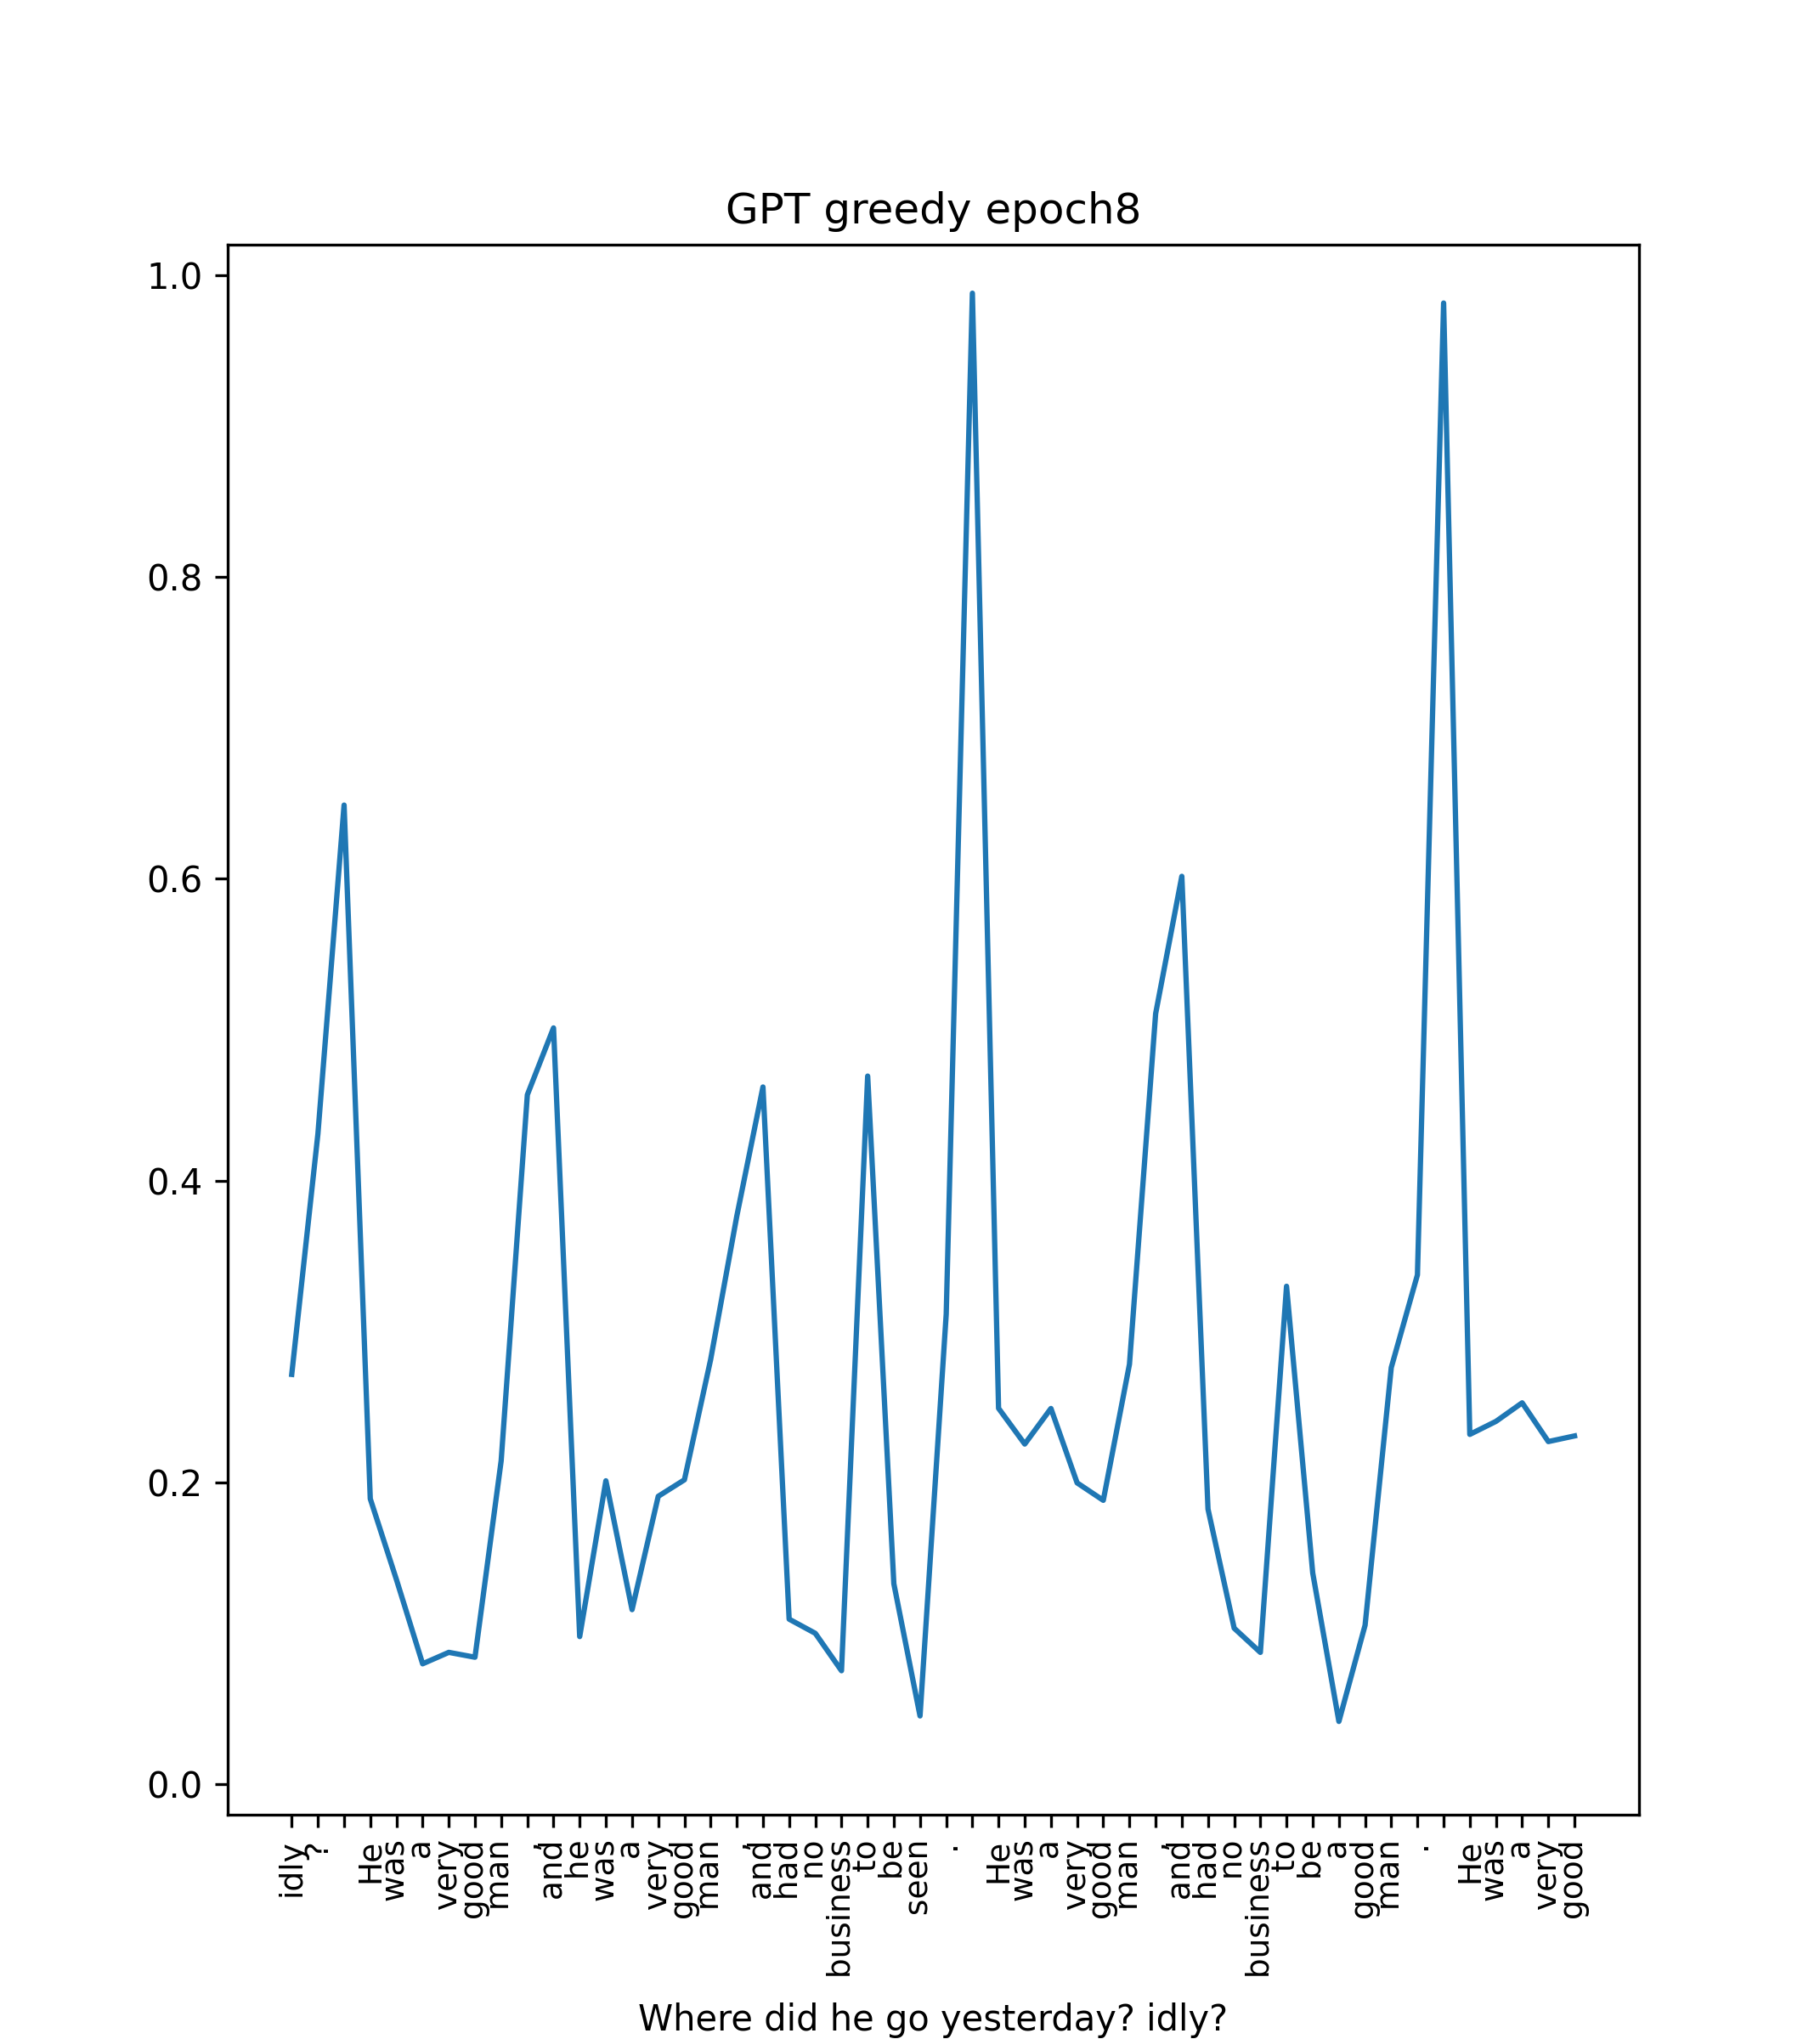 GPT greedy epoch8
1.0
0.8
0.6
0.4
0.2
0.0
idly
?
He
was
a
very
good
man
,
and
he
was
a
very
good
man
,
and
had
no
business
to
be
seen
.
He
was
a
very
good
man
,
and
had
no
business
to
be
a
good
man
.
He
was
a
very
good
Where did he go yesterday? idly?